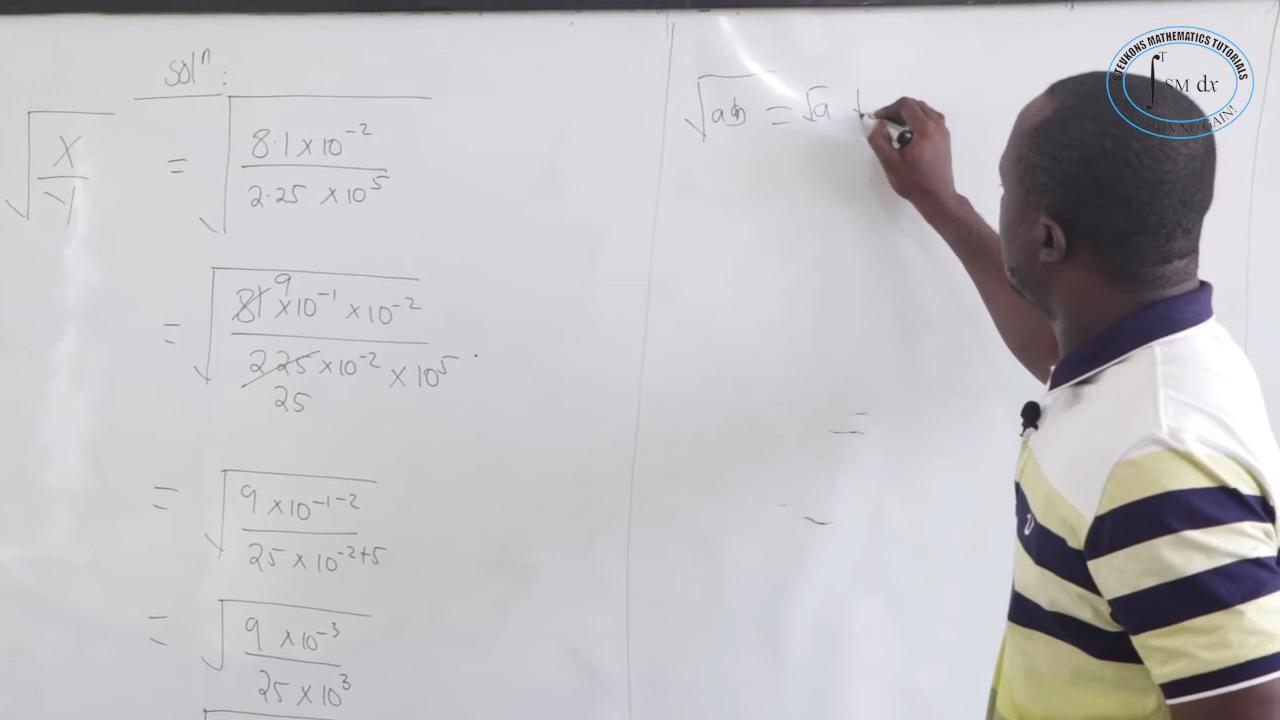 solⁿ:
√(X/Y) = √((8.1 × 10⁻²)/(2.25 × 10⁵))
= √((81 9 × 10⁻¹ × 10⁻²)/(225 25 × 10⁻² × 10⁵))
= √((9 × 10⁻¹⁻²)/(25 × 10⁻²⁺⁵))
= √((9 × 10⁻³)/(25 × 10³))
√ab = √a
=
STEVKONS MATHEMATICS TUTORIALS
∫ SM dx
GAIN!